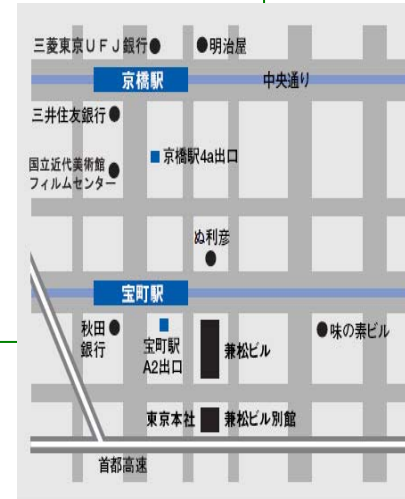 三菱東京UFJ銀行
明治屋
京橋駅
中央通り
三井住友銀行
京橋駅4a出口
国立近代美術館
フィルムセンター
ぬ利彦
宝町駅
秋田
銀行
宝町駅
A2出口
兼松ビル
味の素ビル
東京本社
兼松ビル別館
首都高速